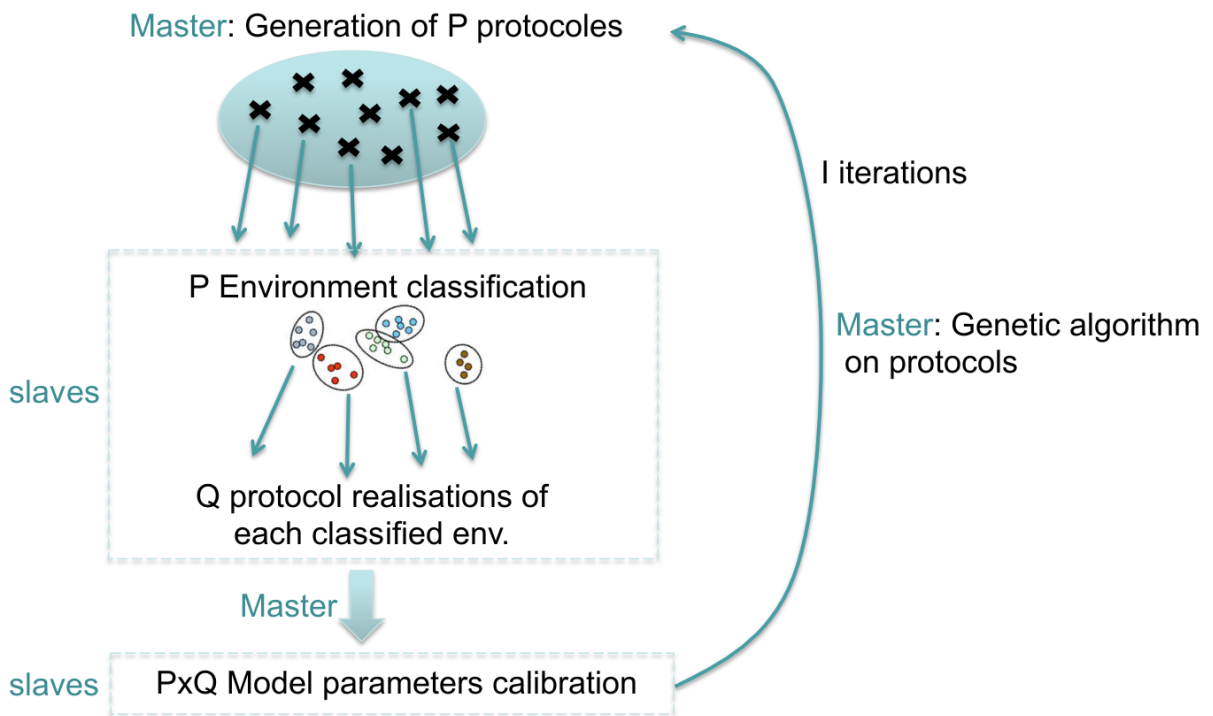 Master: Generation of P protocoles
I iterations
P Environment classification
Master: Genetic algorithm
on protocols
slaves
Q protocol realisations of
each classified env.
Master
slaves
PxQ Model parameters calibration